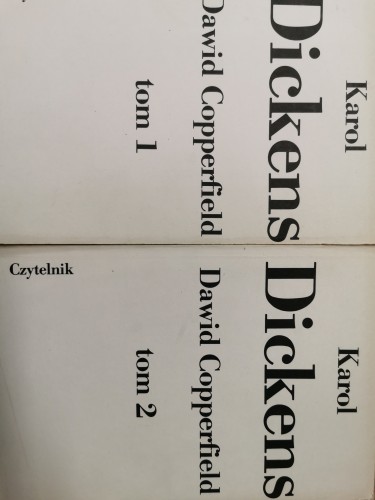 Karol
Dickens
Dawid Copperfield
tom 1
Karol
Dickens
Dawid Copperfield
tom 2
Czytelnik